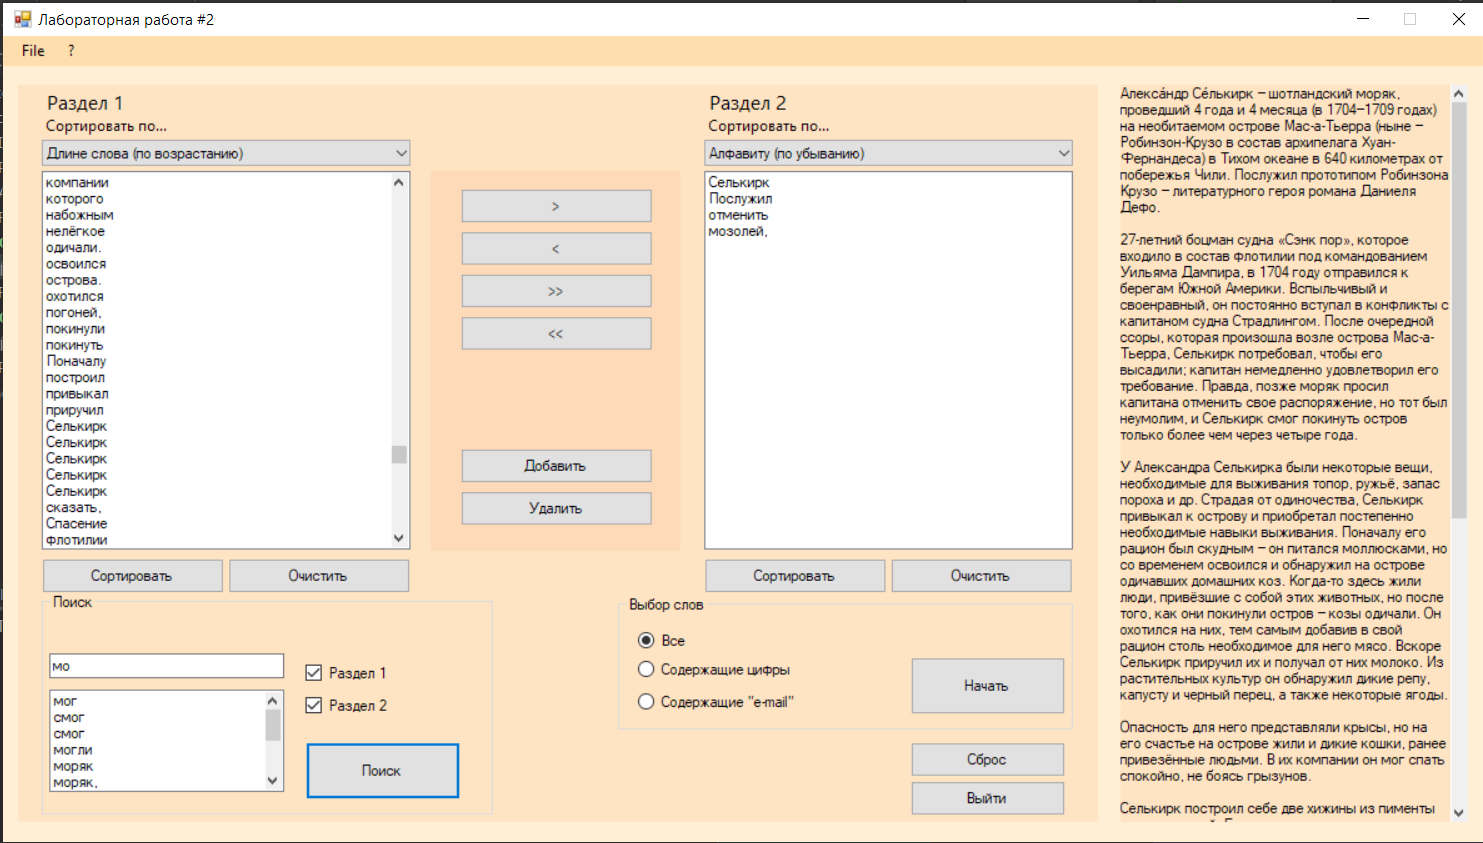 Лабораторная работа #2
File ?
Раздел 1
Сортировать по...
Длине слова (по возрастанию)
компании
которого
набожным
нелёгкое
одичали.
освоился
острова.
охотился
погоней,
покинули
покинуть
Поначалу
построил
привыкал
приручил
Селькирк
Селькирк
Селькирк
Селькирк
Селькирк
сказать,
Спасение
флотилии
Сортировать
Очистить
>
<
>>
<<
Добавить
Удалить
Раздел 2
Сортировать по...
Алфавиту (по убыванию)
Селькирк
Послужил
отменить
мозолей,
Сортировать
Очистить
Поиск
мо
мог
смог
смог
могли
моряк
моряк,
Раздел 1
Раздел 2
Поиск
Выбор слов
Все
Содержащие цифры
Содержащие "e-mail"
Начать
Сброс
Выйти
Алекса́ндр Се́лькирк – шотландский моряк,
проведший 4 года и 4 месяца (в 1704–1709 годах)
на необитаемом острове Мас-а-Тьерра (ныне –
Робинзон-Крузо в состав архипелага Хуан-
Фернандеса) в Тихом океане в 640 километрах от
побережья Чили. Послужил прототипом Робинзона
Крузо – литературного героя романа Даниеля
Дефо.
27-летний боцман судна «Сэнк пор», которое
входило в состав флотилии под командованием
Уильяма Дампира, в 1704 году отправился к
берегам Южной Америки. Вспыльчивый и
своенравный, он постоянно вступал в конфликты с
капитаном судна Страдлингом. После очередной
ссоры, которая произошла возле острова Мас-а-
Тьерра, Селькирк потребовал, чтобы его
высадили; капитан немедленно удовлетворил его
требование. Правда, позже моряк просил
капитана отменить свое распоряжение, но тот был
неумолим, и Селькирк смог покинуть остров
только более чем через четыре года.
У Александра Селькирка были некоторые вещи,
необходимые для выживания топор, ружьё, запас
пороха и др. Страдая от одиночества, Селькирк
привыкал к острову и приобретал постепенно
необходимые навыки выживания. Поначалу его
рацион был скудным – он питался моллюсками, но
со временем освоился и обнаружил на острове
одичавших домашних коз. Когда-то здесь жили
люди, привёзшие с собой этих животных, но после
того, как они покинули остров – козы одичали. Он
охотился на них, тем самым добавив в свой
рацион столь необходимое для него мясо. Вскоре
Селькирк приручил их и получал от них молоко. Из
растительных культур он обнаружил дикие репу,
капусту и черный перец, а также некоторые ягоды.
Опасность для него представляли крысы, но на
его счастье на острове жили и дикие кошки, ранее
привезённые людьми. В их компании он мог спать
спокойно, не боясь грызунов.
Селькирк построил себе две хижины из пименты